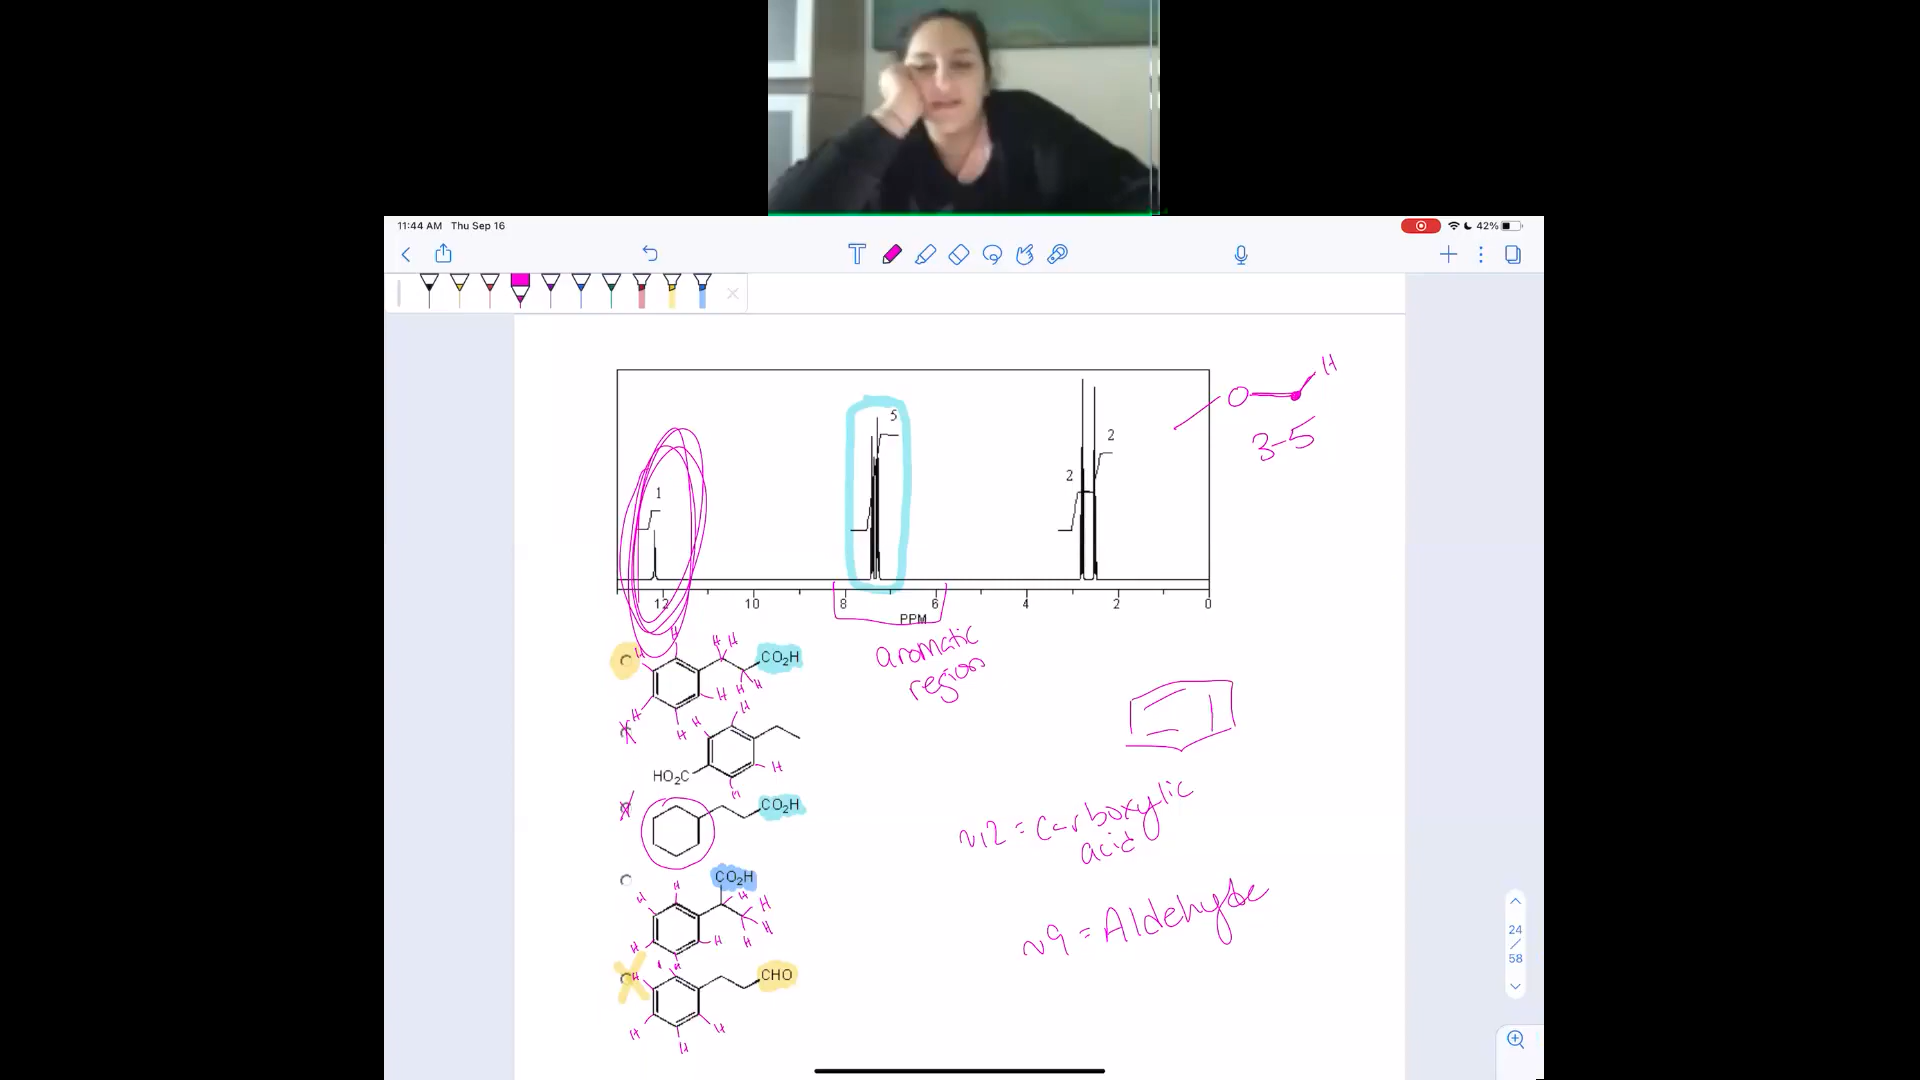 11:44 AM Thu Sep 16
42%
T
H
O
3-5
5
2
2
1
12
10
8
6
4
2
0
PPM
aromatic
region
H
H
H
H
CO₂H
H
H
H
H
H
H
H
H
HO₂C
H
H
CO₂H
~12 = carboxylic
acid
CO₂H
H
H
H
H
H
H
H
H
H
~9 = Aldehyde
H
H
CHO
H
H
H
24
/
58